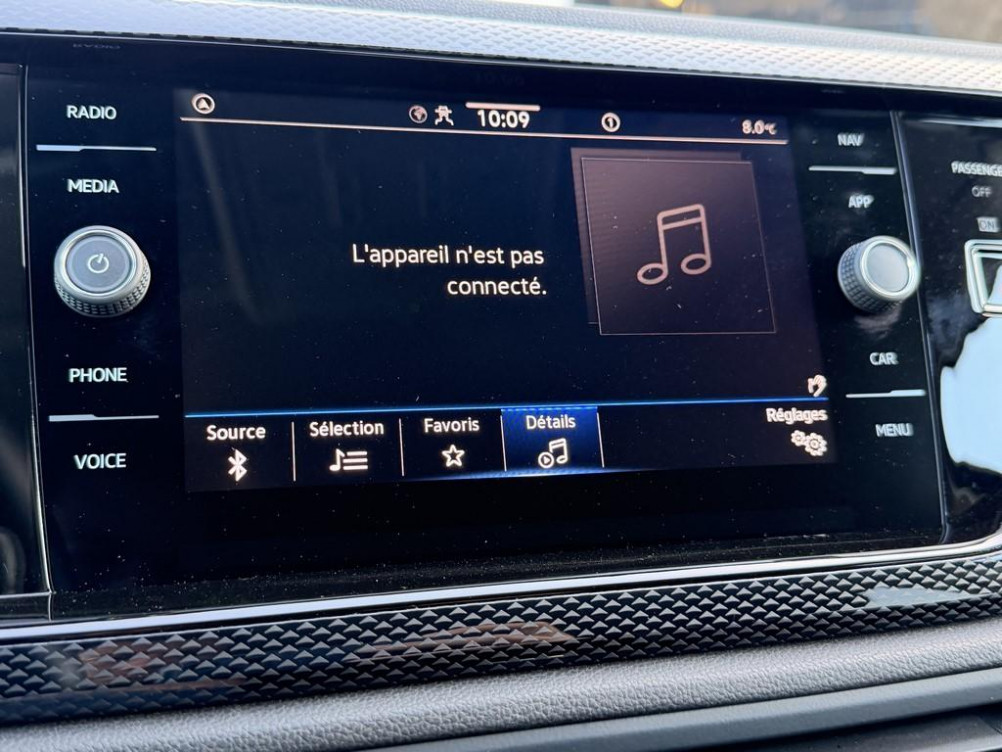 RADIO
MEDIA
PHONE
VOICE
10:09
1
8.0°C
L'appareil n'est pas
connecté.
Source
Sélection
Favoris
Détails
Réglages
NAV
APP
CAR
MENU
PASSENGE
OFF
ON